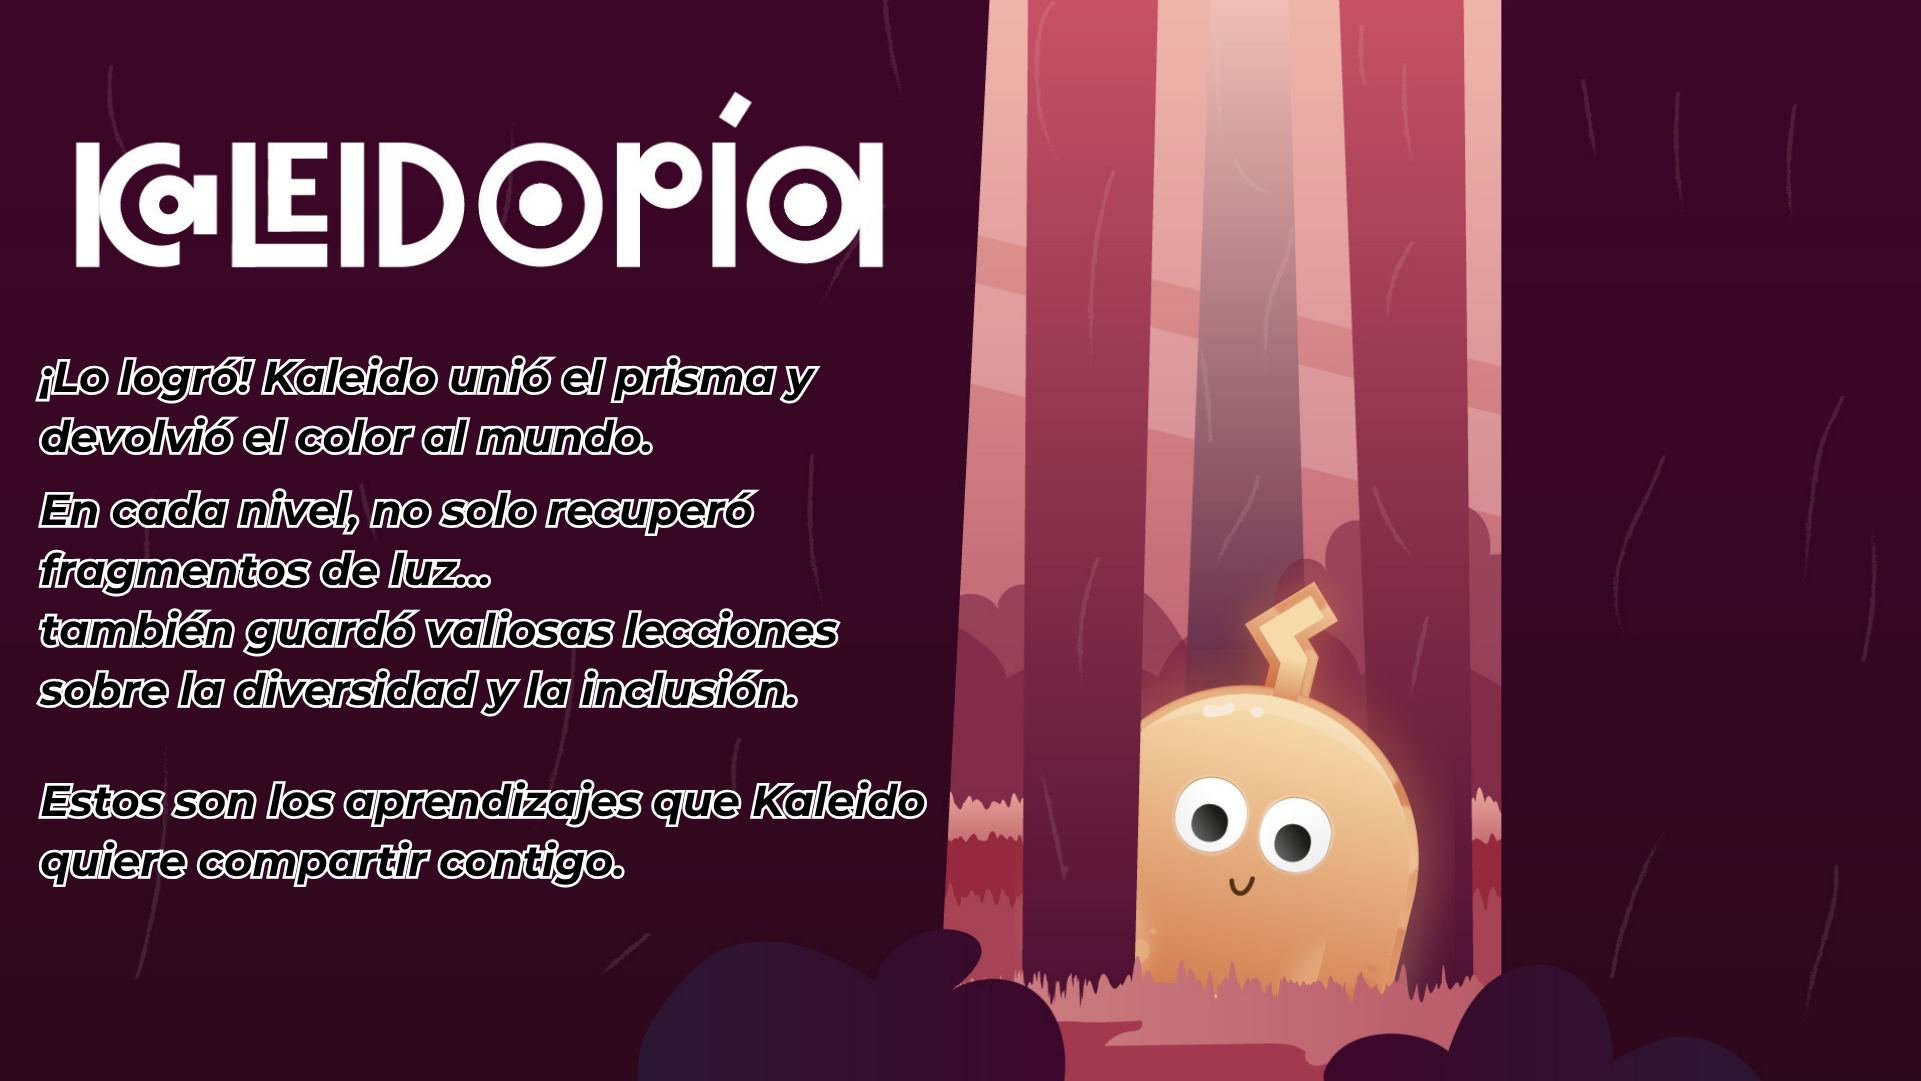 KaLEIDOPÍA
¡Lo logró! Kaleido unió el prisma y
devolvió el color al mundo.
En cada nivel, no solo recuperó
fragmentos de luz...
también guardó valiosas lecciones
sobre la diversidad y la inclusión.
Estos son los aprendizajes que Kaleido
quiere compartir contigo.